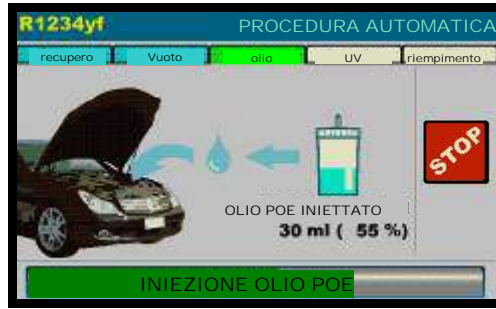 R1234yf PROCEDURA AUTOMATICA
recupero Vuoto olio UV riempimento
STOP
OLIO POE INIETTATO
30 ml ( 55 %)
INIEZIONE OLIO POE